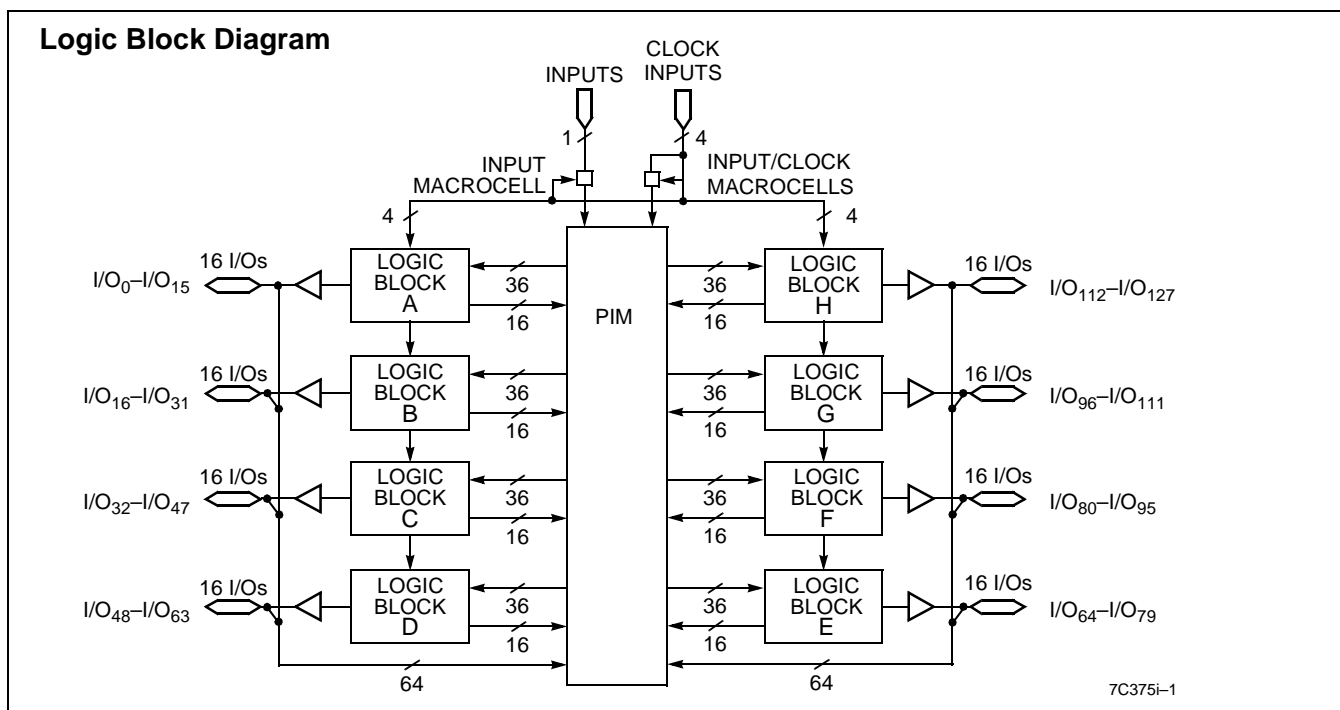 Logic Block Diagram
INPUTS
CLOCK
INPUTS
1
4
INPUT
MACROCELL
INPUT/CLOCK
MACROCELLS
4
4
I/O0–I/O15
16 I/Os
LOGIC
BLOCK
A
36
16
PIM
36
16
LOGIC
BLOCK
H
16 I/Os
I/O112–I/O127
I/O16–I/O31
16 I/Os
LOGIC
BLOCK
B
36
16
36
16
LOGIC
BLOCK
G
16 I/Os
I/O96–I/O111
I/O32–I/O47
16 I/Os
LOGIC
BLOCK
C
36
16
36
16
LOGIC
BLOCK
F
16 I/Os
I/O80–I/O95
I/O48–I/O63
16 I/Os
LOGIC
BLOCK
D
36
16
36
16
LOGIC
BLOCK
E
16 I/Os
I/O64–I/O79
64
64
7C375i–1